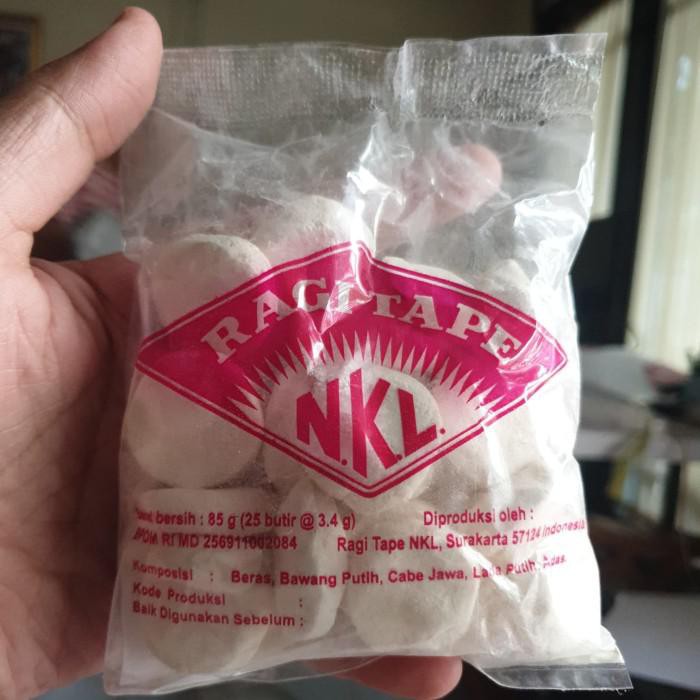 RAGI TAPE
N.K.L.
bersih : 85 g (25 butir @ 3.4 g)
Diproduksi oleh :
BPOM RI MD 256911002084
Ragi Tape NKL, Surakarta 57124 Indonesia
Komposisi : Beras, Bawang Putih, Cabe Jawa, Lada Putih, Adas.
Kode Produksi :
Baik Digunakan Sebelum :